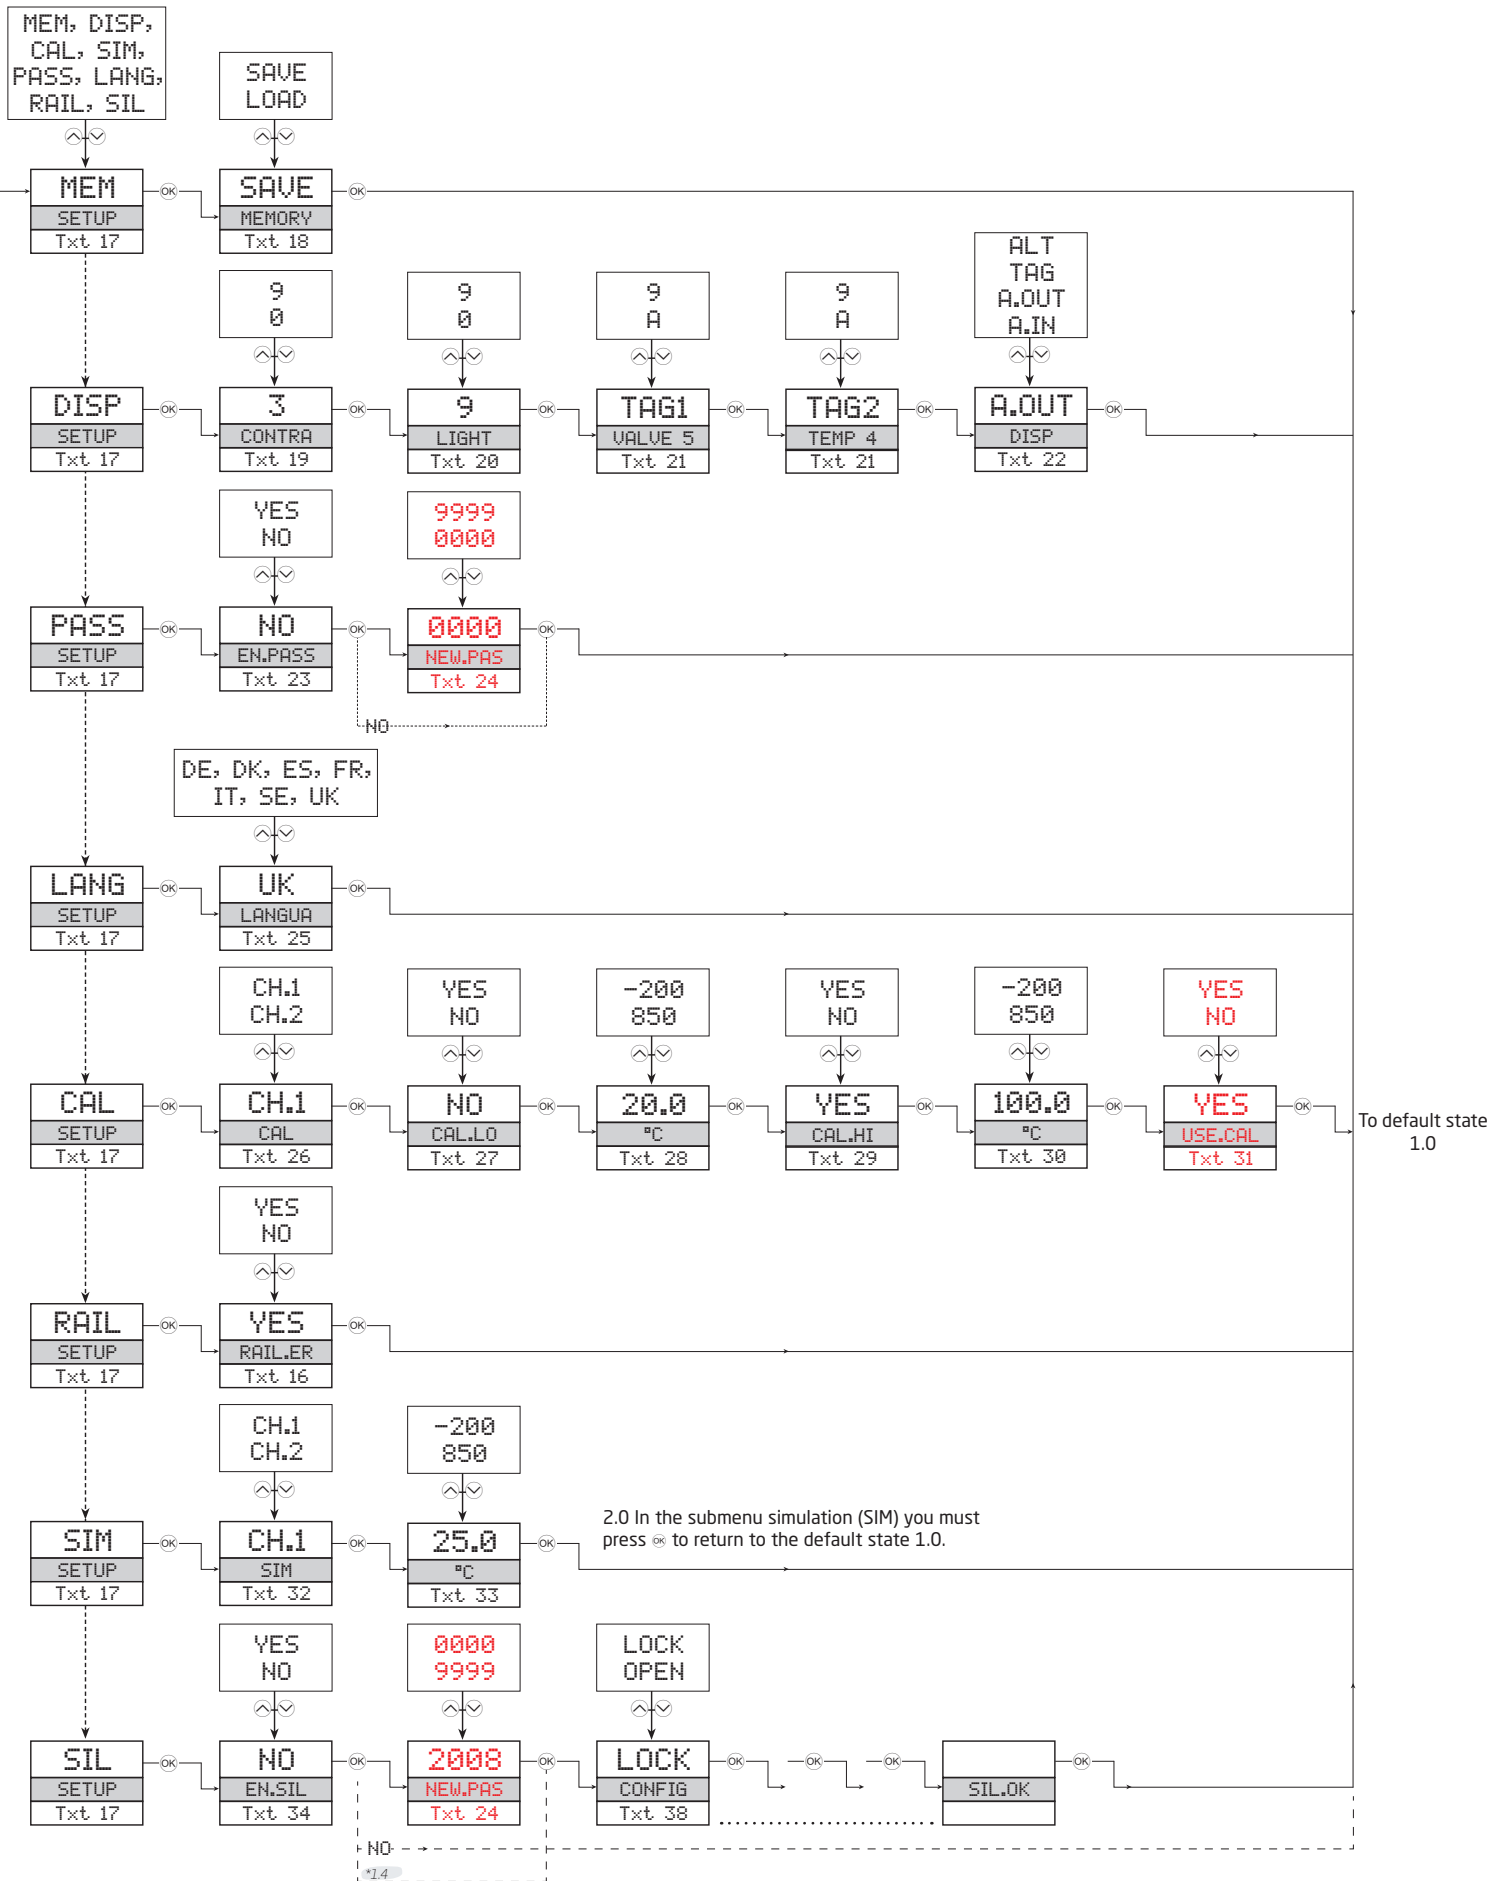 MEM, DISP,
CAL, SIM,
PASS, LANG,
RAIL, SIL
SAVE
LOAD
MEM
SETUP
Txt 17
OK
SAVE
MEMORY
Txt 18
OK
9
0
9
0
9
A
9
A
ALT
TAG
A.OUT
A.IN
DISP
SETUP
Txt 17
OK
3
CONTRA
Txt 19
OK
9
LIGHT
Txt 20
OK
TAG1
VALVE 5
Txt 21
OK
TAG2
TEMP 4
Txt 21
OK
A.OUT
DISP
Txt 22
OK
YES
NO
9999
0000
PASS
SETUP
Txt 17
OK
NO
EN.PASS
Txt 23
OK
0000
NEW.PAS
Txt 24
OK
NO
DE, DK, ES, FR,
IT, SE, UK
LANG
SETUP
Txt 17
OK
UK
LANGUA
Txt 25
OK
CH.1
CH.2
YES
NO
-200
850
YES
NO
-200
850
YES
NO
CAL
SETUP
Txt 17
OK
CH.1
CAL
Txt 26
OK
NO
CAL.LO
Txt 27
OK
20.0
°C
Txt 28
OK
YES
CAL.HI
Txt 29
OK
100.0
°C
Txt 30
OK
YES
USE.CAL
Txt 31
OK
To default state
1.0
YES
NO
RAIL
SETUP
Txt 17
OK
YES
RAIL.ER
Txt 16
OK
CH.1
CH.2
-200
850
SIM
SETUP
Txt 17
OK
CH.1
SIM
Txt 32
OK
25.0
°C
Txt 33
OK
2.0 In the submenu simulation (SIM) you must
press OK to return to the default state 1.0.
YES
NO
0000
9999
LOCK
OPEN
SIL
SETUP
Txt 17
OK
NO
EN.SIL
Txt 34
OK
2008
NEW.PAS
Txt 24
OK
LOCK
CONFIG
Txt 38
OK
OK
OK
SIL.OK
OK
NO
*1.4